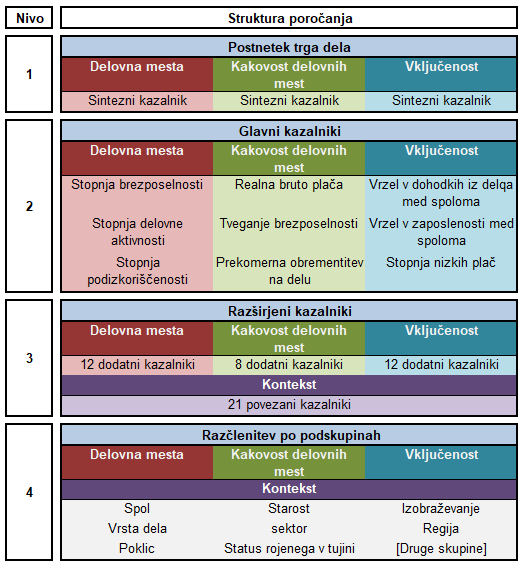 Nivo Struktura poročanja
Postnetek trga dela
Delovna mesta Kakovost delovnih mest Vključenost
1
Sintezni kazalnik Sintezni kazalnik Sintezni kazalnik
Glavni kazalniki
Delovna mesta Kakovost delovnih mest Vključenost
2
Stopnja brezposelnosti Realna bruto plača Vrzel v dohodkih iz delqa med spoloma
Stopnja delovne aktivnosti Tveganje brezposelnosti Vrzel v zaposlenosti med spoloma
Stopnja podizkoriščenosti Prekomerna obrementitev na delu Stopnja nizkih plač
Razširjeni kazalniki
Delovna mesta Kakovost delovnih mest Vključenost
3
12 dodatni kazalniki 8 dodatni kazalniki 12 dodatni kazalniki
Kontekst
21 povezani kazalniki
Razčlenitev po podskupinah
Delovna mesta Kakovost delovnih mest Vključenost
4
Kontekst
Spol Starost Izobraževanje
Vrsta dela sektor Regija
Poklic Status rojenega v tujini [Druge skupine]